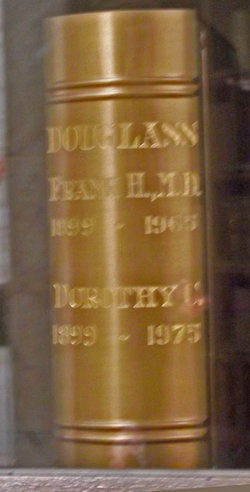 DOUGLASS
FRANK H., M.D.
1899 - 1965
DOROTHY C.
1899 ~ 1975